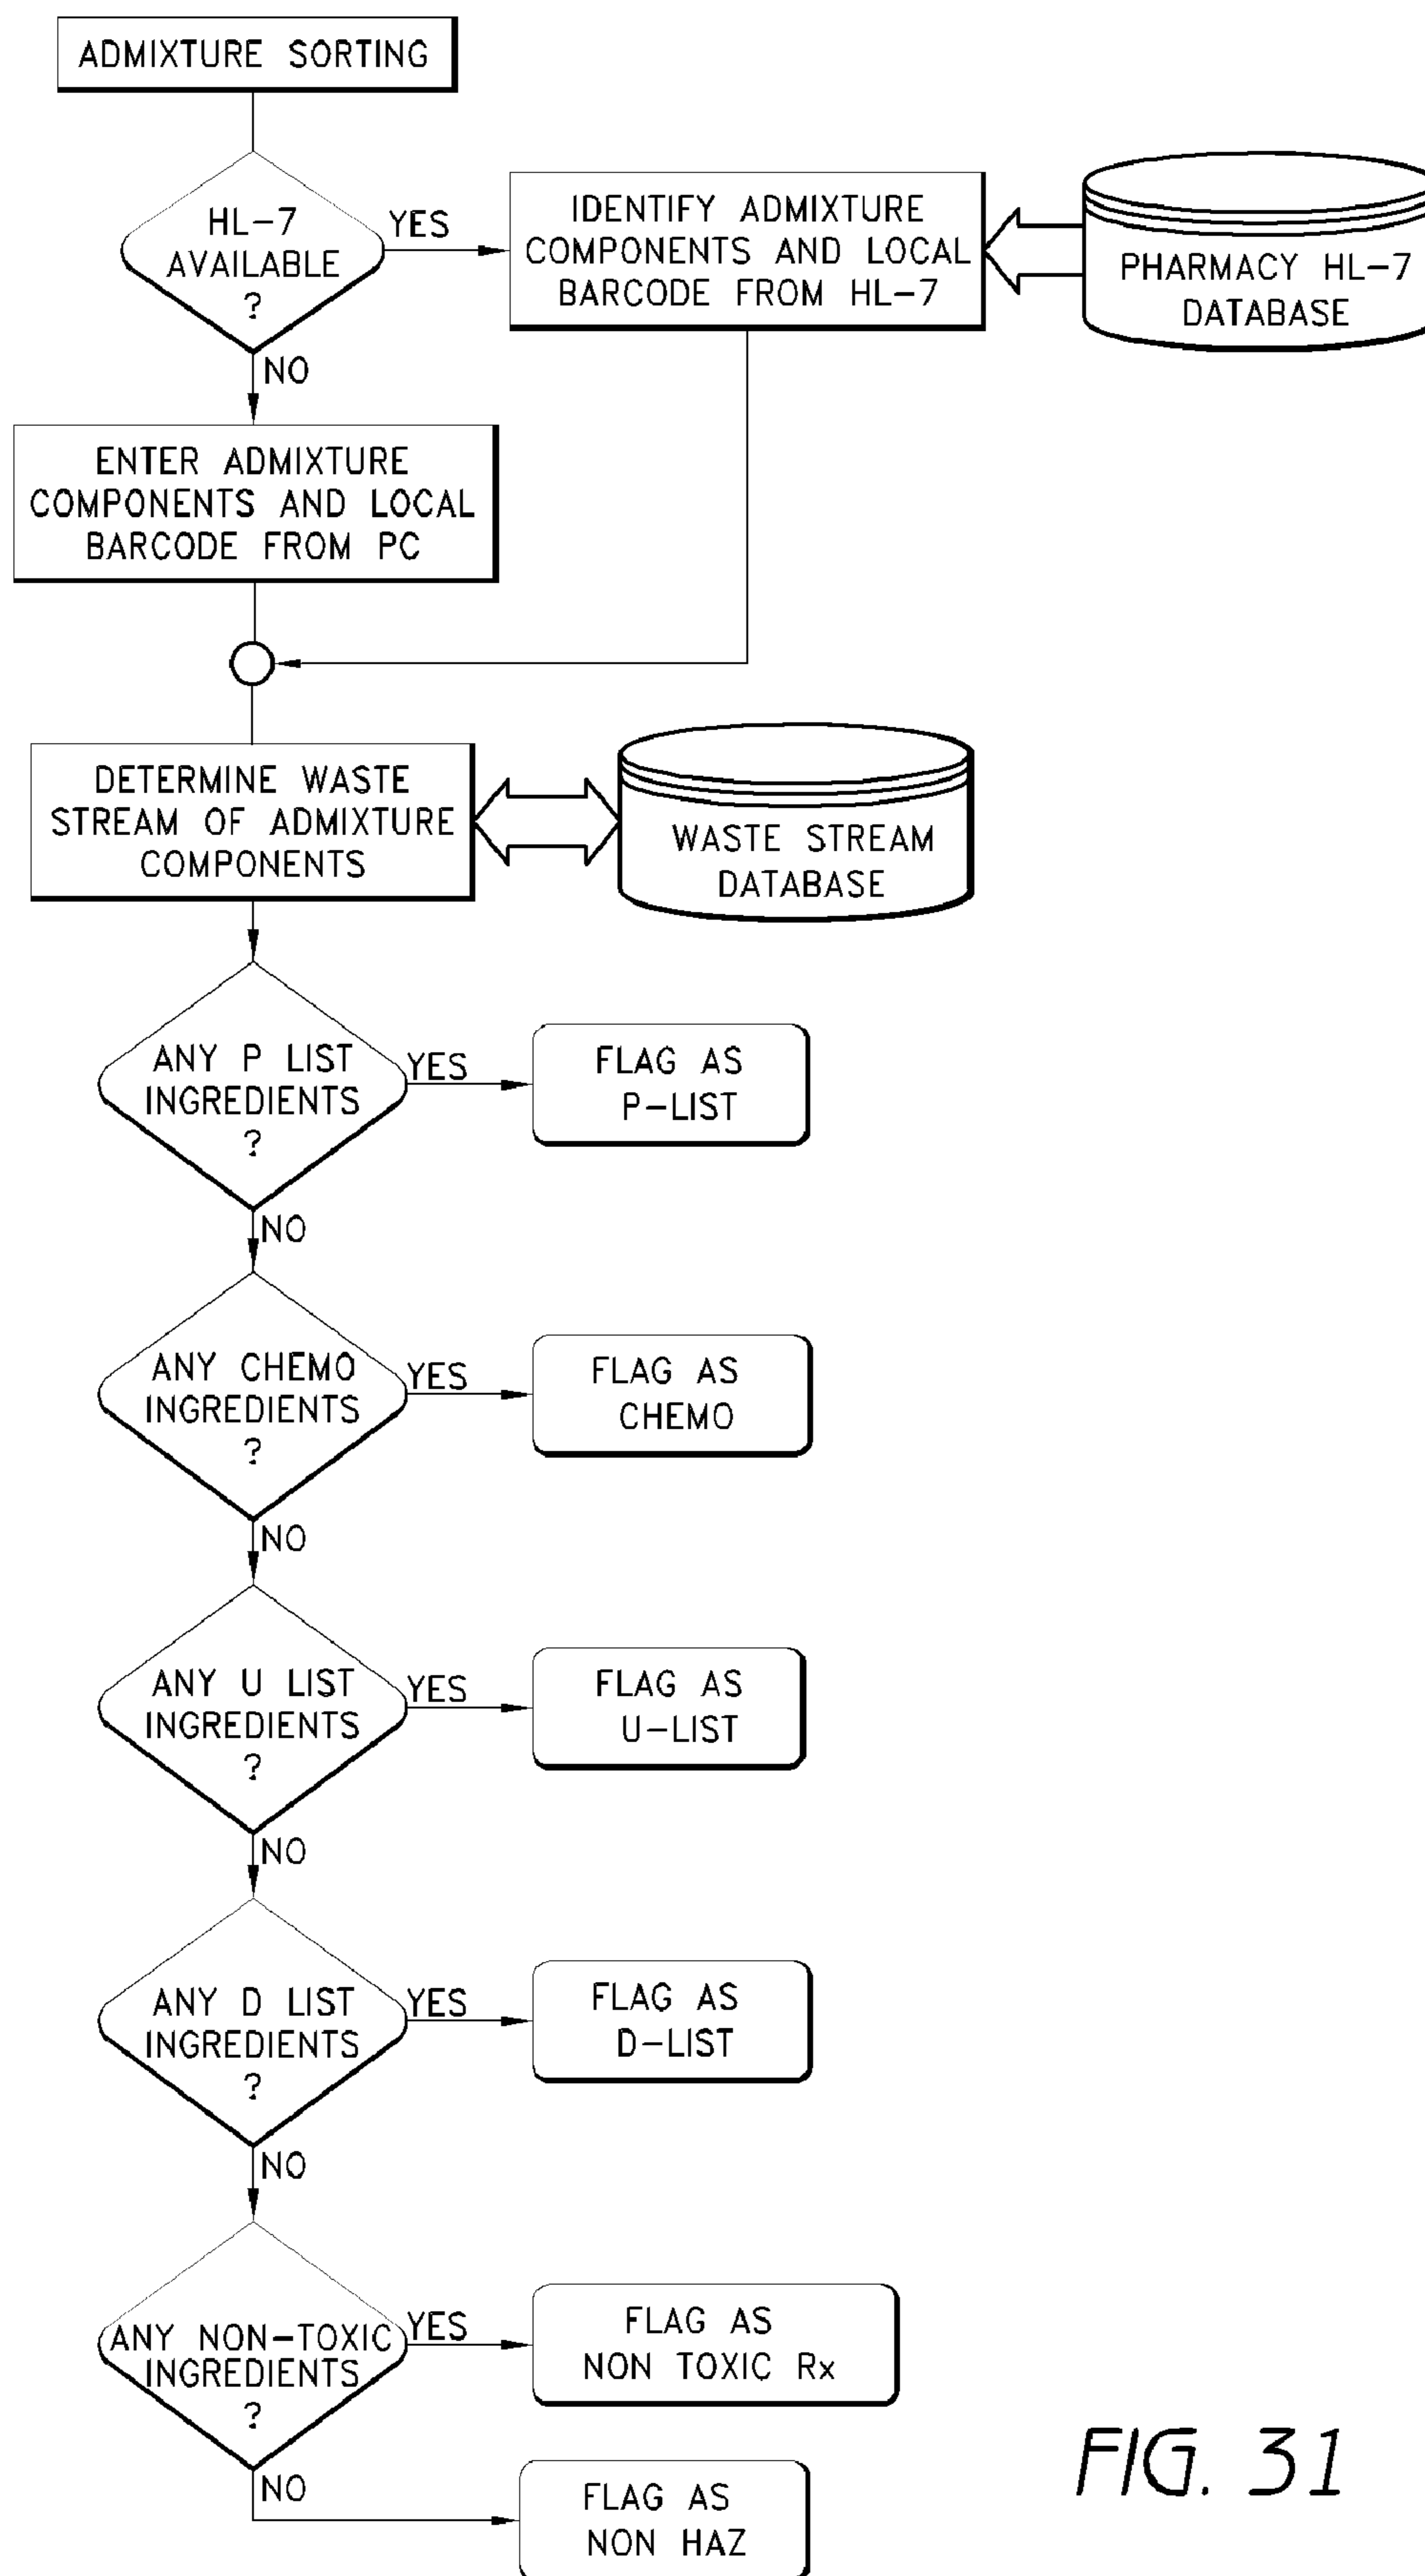 ADMIXTURE SORTING
HL-7
AVAILABLE
?
YES
IDENTIFY ADMIXTURE
COMPONENTS AND LOCAL
BARCODE FROM HL-7
PHARMACY HL-7
DATABASE
NO
ENTER ADMIXTURE
COMPONENTS AND LOCAL
BARCODE FROM PC
DETERMINE WASTE
STREAM OF ADMIXTURE
COMPONENTS
WASTE STREAM
DATABASE
ANY P LIST
INGREDIENTS
?
YES
FLAG AS
P-LIST
NO
ANY CHEMO
INGREDIENTS
?
YES
FLAG AS
CHEMO
NO
ANY U LIST
INGREDIENTS
?
YES
FLAG AS
U-LIST
NO
ANY D LIST
INGREDIENTS
?
YES
FLAG AS
D-LIST
NO
ANY NON-TOXIC
INGREDIENTS
?
YES
FLAG AS
NON TOXIC Rx
NO
FLAG AS
NON HAZ
FIG. 31